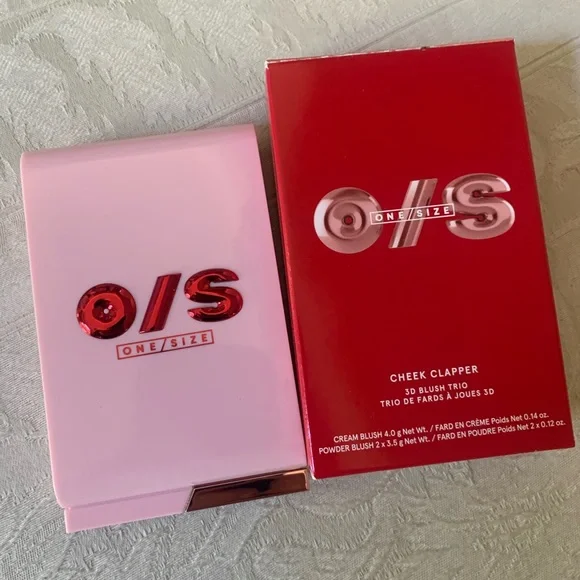 O/S
ONE/SIZE
O/S
ONE/SIZE
CHEEK CLAPPER
3D BLUSH TRIO
TRIO DE FARDS À JOUES 3D
CREAM BLUSH 4.0 g Net Wt. / FARD EN CRÈME Poids Net 0.14 oz.
POWDER BLUSH 2 x 3.5 g Net Wt. / FARD EN POUDRE Poids Net 2 x 0.12 oz.